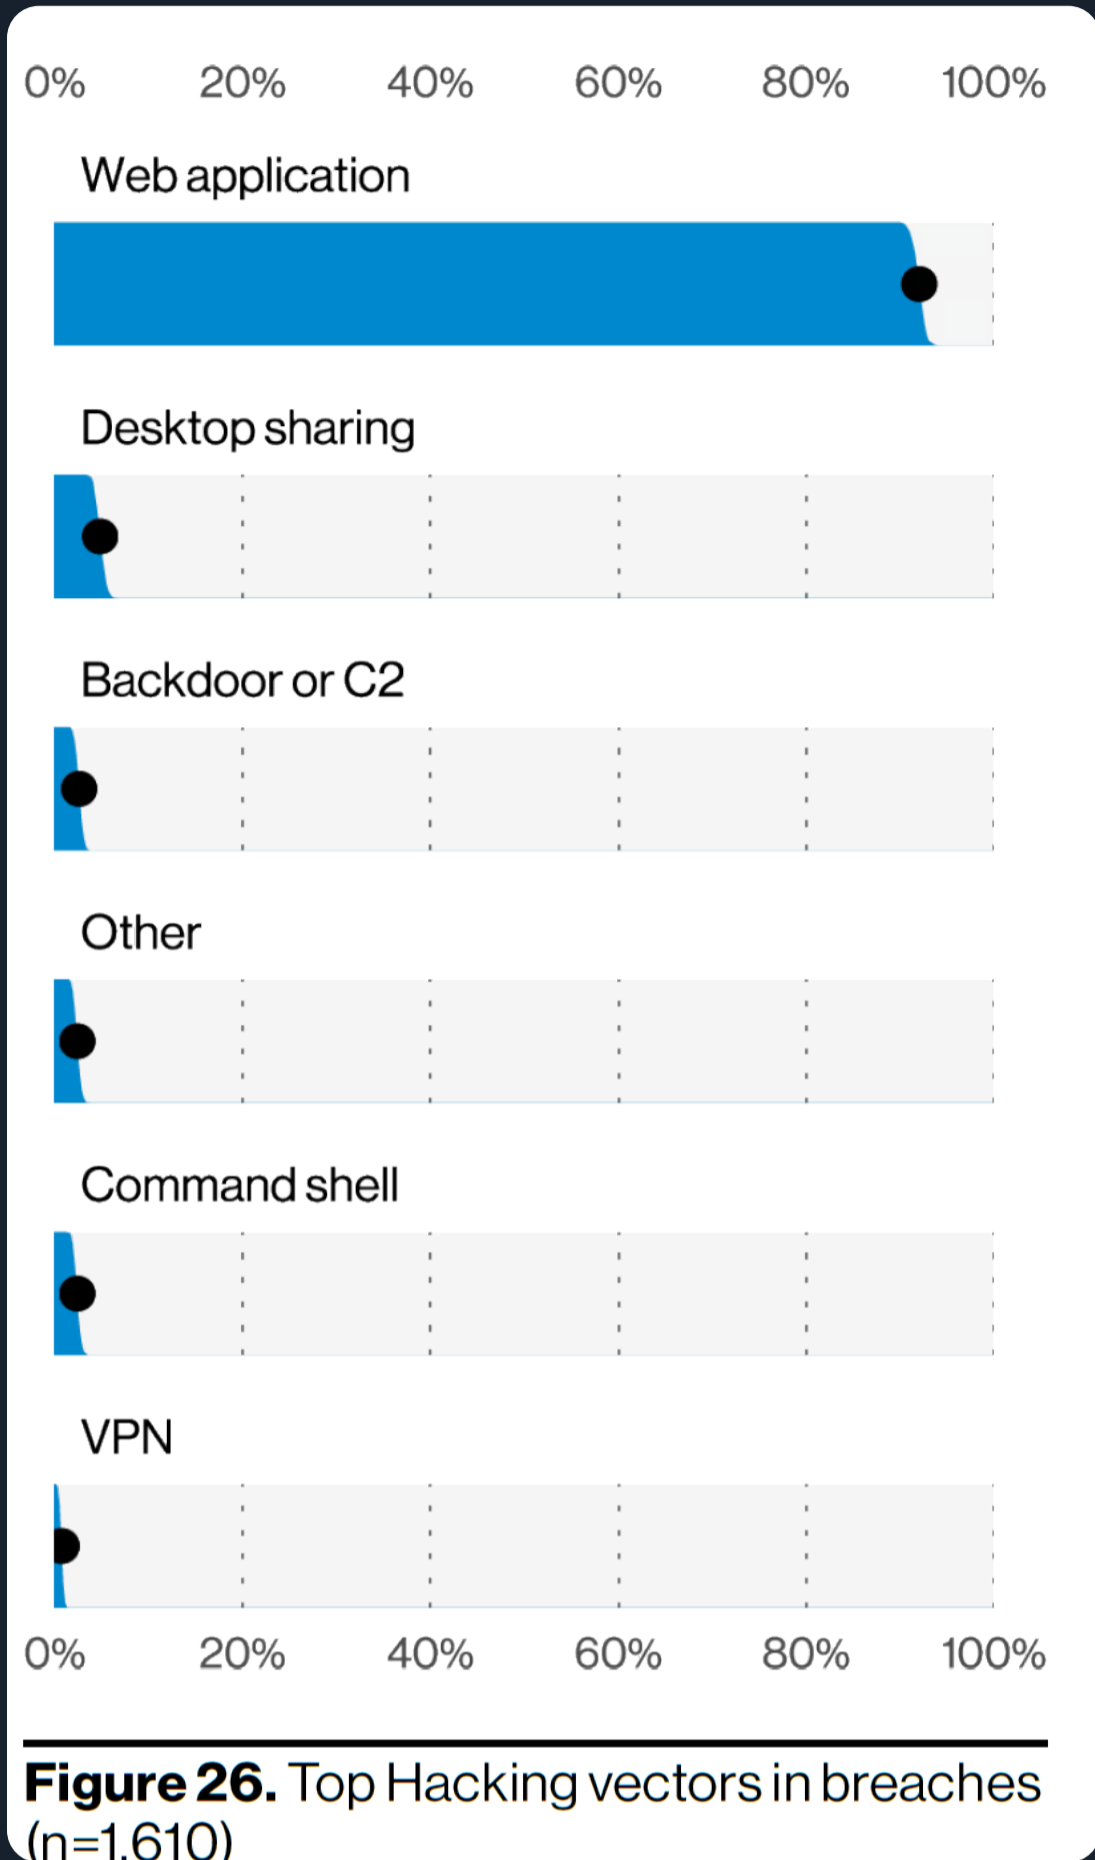 0% 20% 40% 60% 80% 100%
Web application
Desktop sharing
Backdoor or C2
Other
Command shell
VPN
0% 20% 40% 60% 80% 100%
Figure 26. Top Hacking vectors in breaches
(n=1,610)